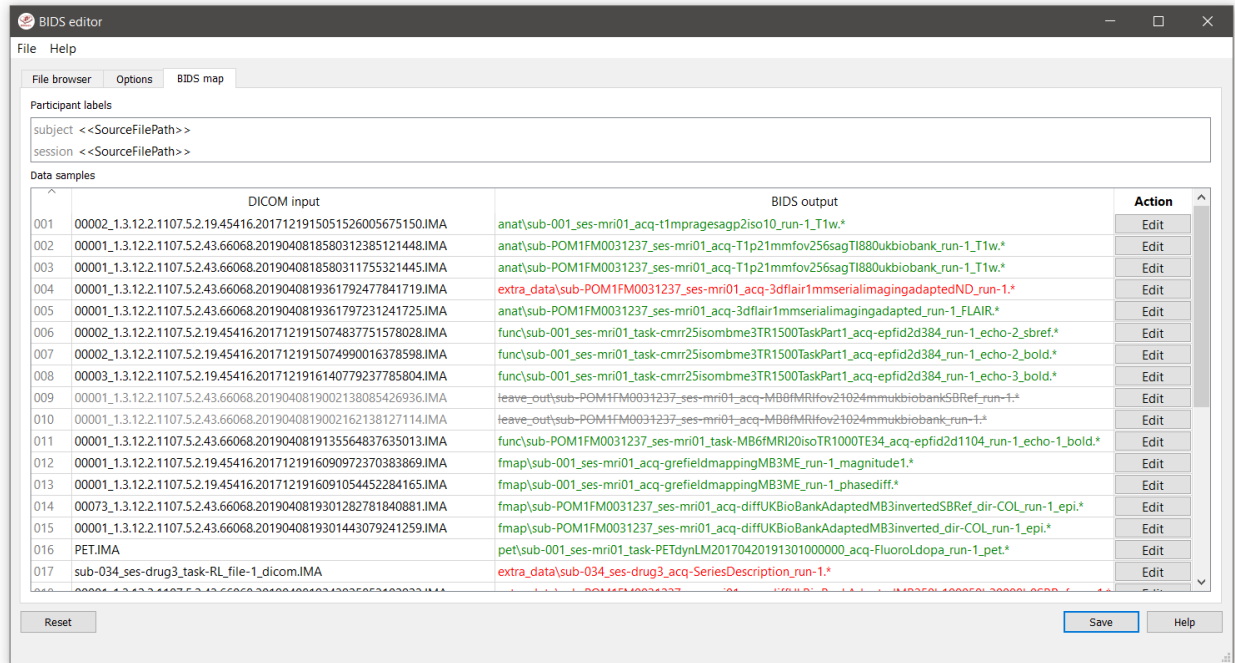 BIDS editor
File Help
File browser Options BIDS map
Participant labels
subject <<SourceFilePath>>
session <<SourceFilePath>>
Data samples
DICOM input BIDS output Action
001 00002_1.3.12.2.1107.5.2.19.45416.2017121915051526005675150.IMA anat\sub-001_ses-mri01_acq-t1mpragesagp2iso10_run-1_T1w.* Edit
002 00001_1.3.12.2.1107.5.2.43.66068.2019040818580312385121448.IMA anat\sub-POM1FM0031237_ses-mri01_acq-T1p21mmfov256sagTI880ukbiobank_run-1_T1w.* Edit
003 00001_1.3.12.2.1107.5.2.43.66068.2019040818580311755321445.IMA anat\sub-POM1FM0031237_ses-mri01_acq-T1p21mmfov256sagTI880ukbiobank_run-1_T1w.* Edit
004 00001_1.3.12.2.1107.5.2.43.66068.2019040819361792477841719.IMA extra_data\sub-POM1FM0031237_ses-mri01_acq-3dflair1mmserialimagingadaptedND_run-1.* Edit
005 00001_1.3.12.2.1107.5.2.43.66068.2019040819361797231241725.IMA anat\sub-POM1FM0031237_ses-mri01_acq-3dflair1mmserialimagingadapted_run-1_FLAIR.* Edit
006 00002_1.3.12.2.1107.5.2.19.45416.2017121915074837751578028.IMA func\sub-001_ses-mri01_task-cmrr25isombme3TR1500TaskPart1_acq-epfid2d384_run-1_echo-2_sbref.* Edit
007 00002_1.3.12.2.1107.5.2.19.45416.2017121915074990016378598.IMA func\sub-001_ses-mri01_task-cmrr25isombme3TR1500TaskPart1_acq-epfid2d384_run-1_echo-2_bold.* Edit
008 00003_1.3.12.2.1107.5.2.19.45416.2017121916140779237785804.IMA func\sub-001_ses-mri01_task-cmrr25isombme3TR1500TaskPart1_acq-epfid2d384_run-1_echo-3_bold.* Edit
009 00001_1.3.12.2.1107.5.2.43.66068.2019040819002138085426936.IMA leave_out\sub-POM1FM0031237_ses-mri01_acq-MB8fMRIfov21024mmukbiobankSBRef_run-1.* Edit
010 00001_1.3.12.2.1107.5.2.43.66068.2019040819002162138127114.IMA leave_out\sub-POM1FM0031237_ses-mri01_acq-MB8fMRIfov21024mmukbiobank_run-1.* Edit
011 00001_1.3.12.2.1107.5.2.43.66068.2019040819135564837635013.IMA func\sub-POM1FM0031237_ses-mri01_task-MB6fMRI20isoTR1000TE34_acq-epfid2d1104_run-1_echo-1_bold.* Edit
012 00001_1.3.12.2.1107.5.2.19.45416.2017121916090972370383869.IMA fmap\sub-001_ses-mri01_acq-grefieldmappingMB3ME_run-1_magnitude1.* Edit
013 00001_1.3.12.2.1107.5.2.19.45416.2017121916091054452284165.IMA fmap\sub-001_ses-mri01_acq-grefieldmappingMB3ME_run-1_phasediff.* Edit
014 00073_1.3.12.2.1107.5.2.43.66068.2019040819301282781840881.IMA fmap\sub-POM1FM0031237_ses-mri01_acq-diffUKBioBankAdaptedMB3invertedSBRef_dir-COL_run-1_epi.* Edit
015 00001_1.3.12.2.1107.5.2.43.66068.2019040819301443079241259.IMA fmap\sub-POM1FM0031237_ses-mri01_acq-diffUKBioBankAdaptedMB3inverted_dir-COL_run-1_epi.* Edit
016 PET.IMA pet\sub-001_ses-mri01_task-PETdynLM20170420191301000000_acq-FluoroLdopa_run-1_pet.* Edit
017 sub-034_ses-drug3_task-RL_file-1_dicom.IMA extra_data\sub-034_ses-drug3_acq-SeriesDescription_run-1.* Edit
Reset Save Help